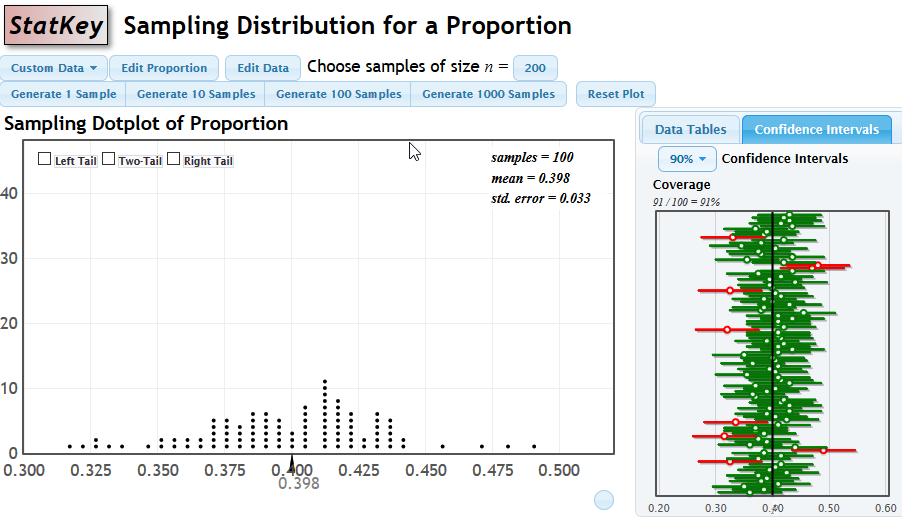 StatKey Sampling Distribution for a Proportion
Custom Data Edit Proportion Edit Data Choose samples of size n = 200
Generate 1 Sample Generate 10 Samples Generate 100 Samples Generate 1000 Samples Reset Plot
Sampling Dotplot of Proportion
Left Tail Two-Tail Right Tail
samples = 100
mean = 0.398
std. error = 0.033
40
30
20
10
0
0.300 0.325 0.350 0.375 0.400 0.425 0.450 0.475 0.500
0.398
Data Tables Confidence Intervals
90% Confidence Intervals
Coverage
91 / 100 = 91%
0.20 0.30 0.40 0.50 0.60